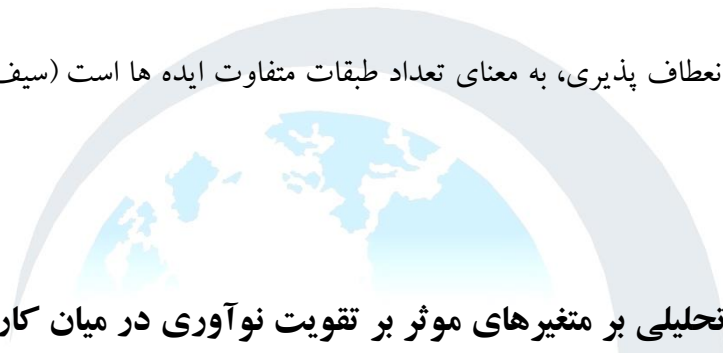 نعطاف پذیری، به معنای تعداد طبقات متفاوت ایده ها است (سیف
تحلیلی بر متغیرهای موثر بر تقویت نوآوری در میان کار